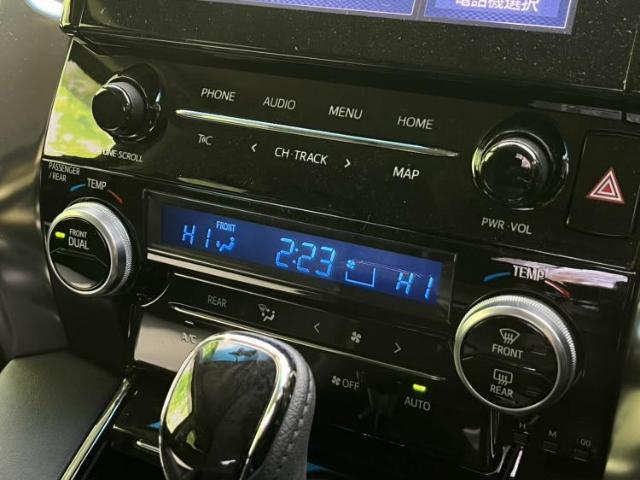 電話機選択
PHONE AUDIO MENU HOME
TUNE·SCROLL T&C < CH·TRACK > MAP
PWR·VOL
PASSENGER / REAR
TEMP
FRONT
HI 2:23 HI
TEMP
FRONT DUAL
REAR
FRONT
A/C
OFF
AUTO
REAR
H M :00